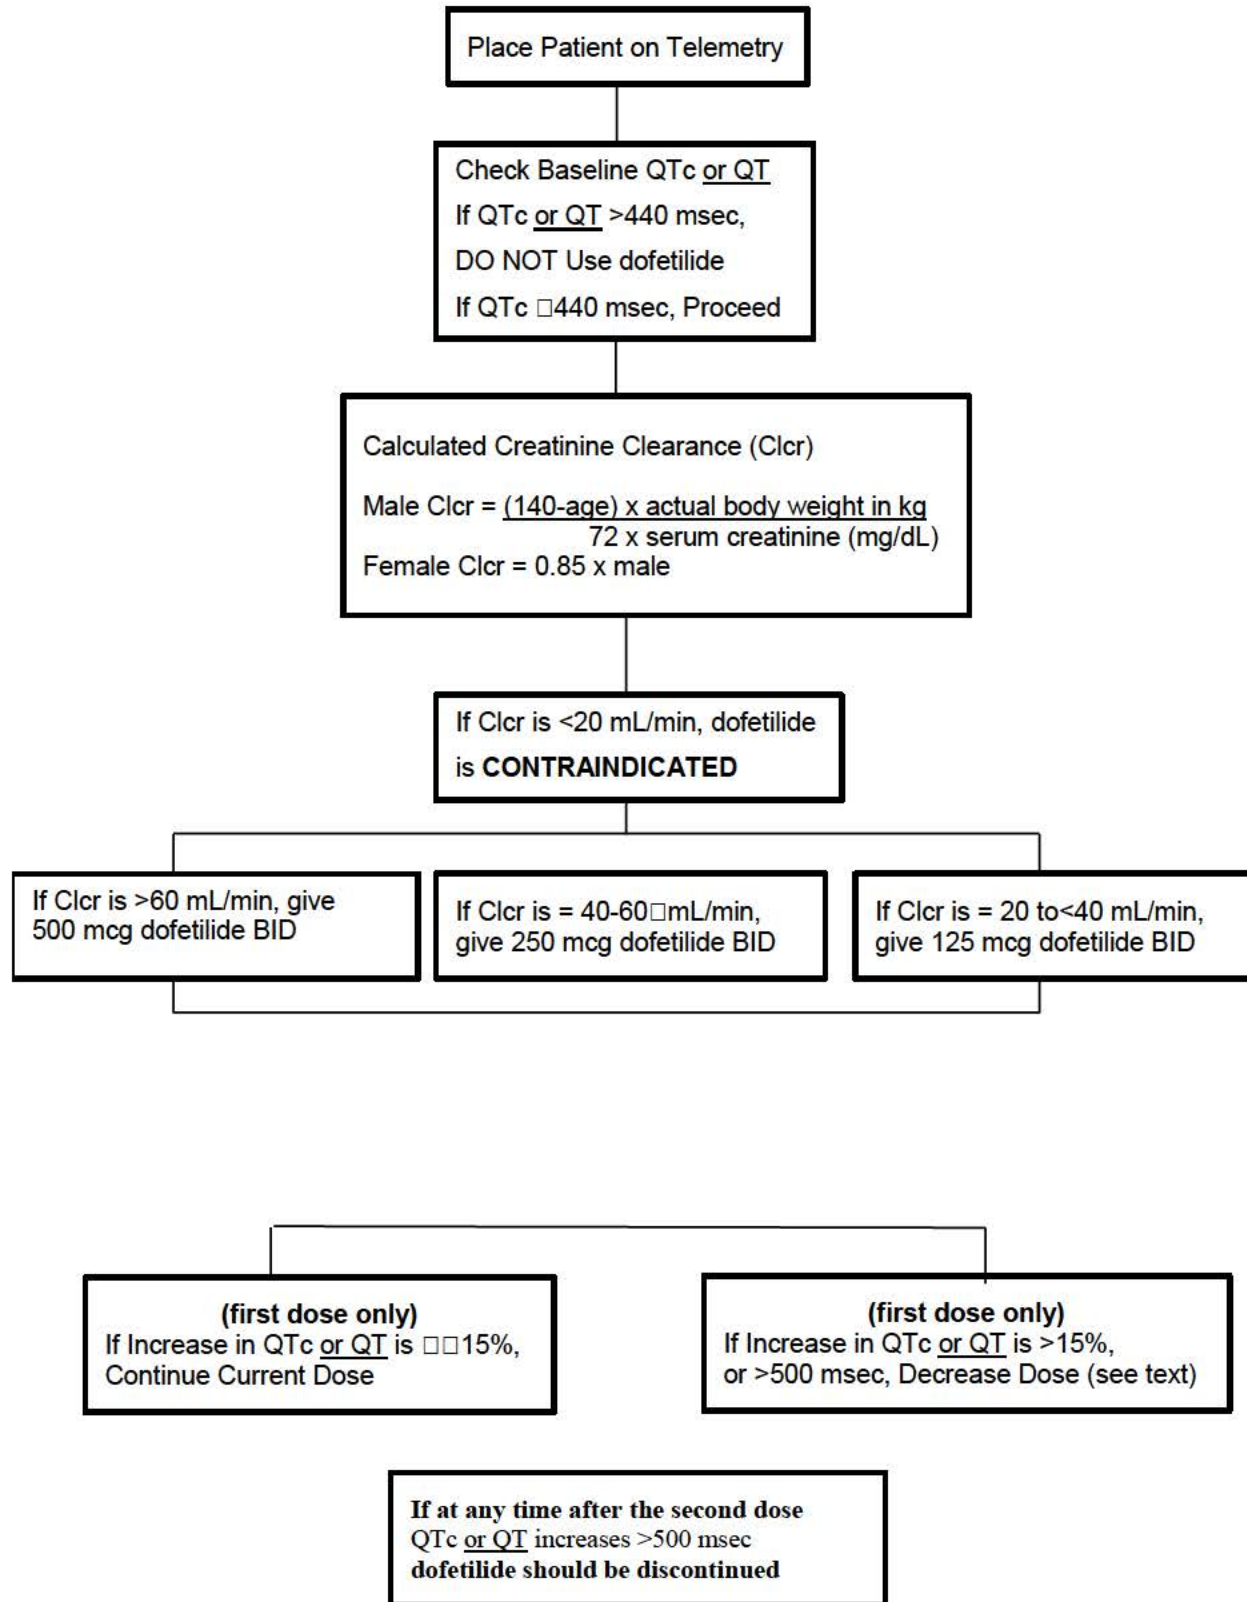 Place Patient on Telemetry
Check Baseline QTc or QT
If QTc or QT >440 msec,
DO NOT Use dofetilide
If QTc □440 msec, Proceed
Calculated Creatinine Clearance (Clcr)
Male Clcr = (140-age) x actual body weight in kg
72 x serum creatinine (mg/dL)
Female Clcr = 0.85 x male
If Clcr is <20 mL/min, dofetilide
is CONTRAINDICATED
If Clcr is >60 mL/min, give
500 mcg dofetilide BID
If Clcr is = 40-60□mL/min,
give 250 mcg dofetilide BID
If Clcr is = 20 to<40 mL/min,
give 125 mcg dofetilide BID
(first dose only)
If Increase in QTc or QT is □□15%,
Continue Current Dose
(first dose only)
If Increase in QTc or QT is >15%,
or >500 msec, Decrease Dose (see text)
If at any time after the second dose
QTc or QT increases >500 msec
dofetilide should be discontinued